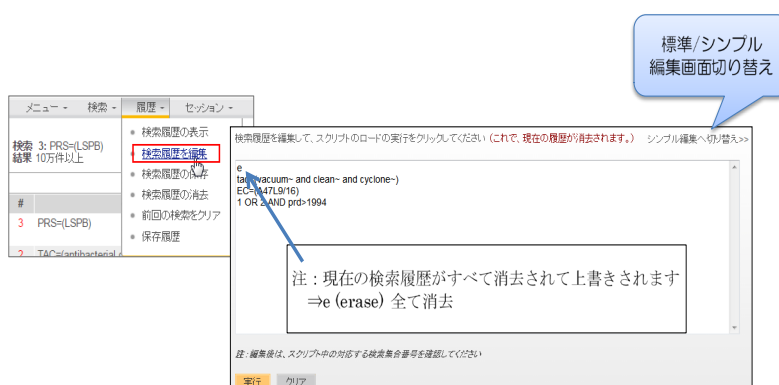 標準/シンプル
編集画面切り替え
メニュー 検索 履歴 セッション
検索 3: PRS=(LSPB)
結果 10万件以上
#
3 PRS=(LSPB)
2 TAC=(antibacterial
検索履歴の表示
検索履歴を編集
検索履歴の保存
検索履歴の消去
前回の検索をクリア
保存履歴
検索履歴を編集して、スクリプトのロードの実行をクリックしてください (これで、現在の履歴が消去されます。) シンプル編集へ切り替え>>
e
vacuum~ and clean~ and cyclone~)
EC=(A47L9/16)
1 OR 2 AND prd>1994
注：現在の検索履歴がすべて消去されて上書きされます
⇒e (erase) 全て消去
註: 編集後は、スクリプト中の対応する検索集合番号を確認してください
実行 クリア